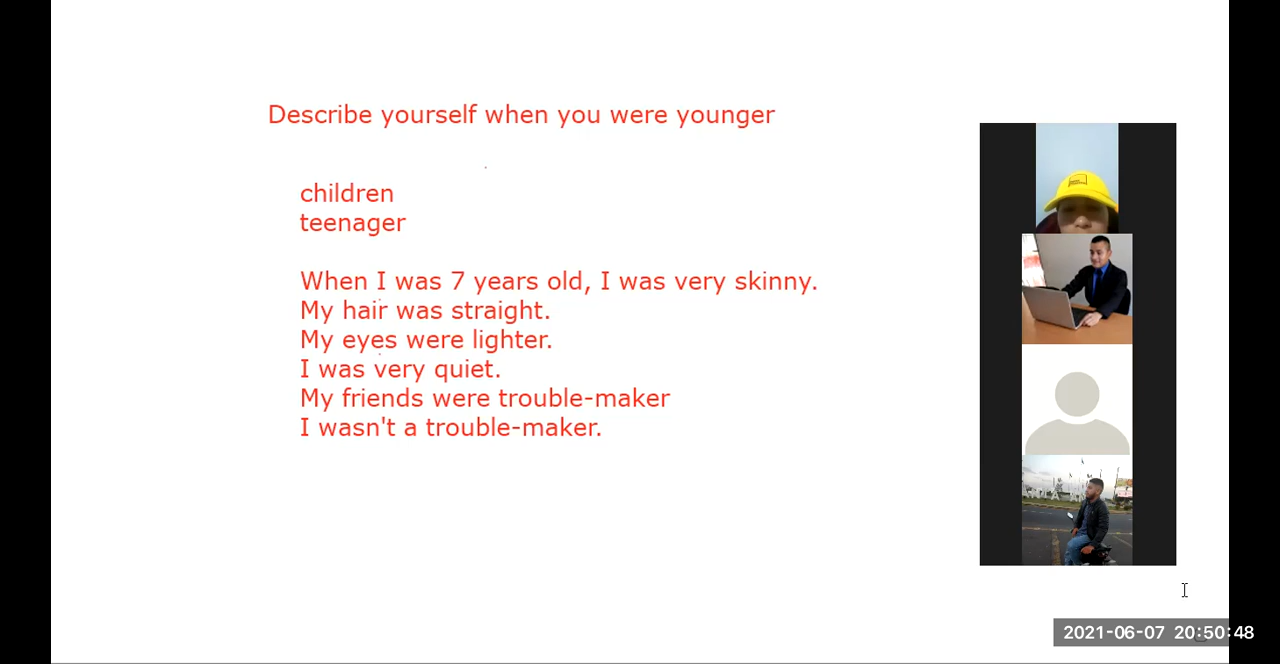 Describe yourself when you were younger
children
teenager
When I was 7 years old, I was very skinny.
My hair was straight.
My eyes were lighter.
I was very quiet.
My friends were trouble-maker
I wasn't a trouble-maker.
2021-06-07 20:50:48